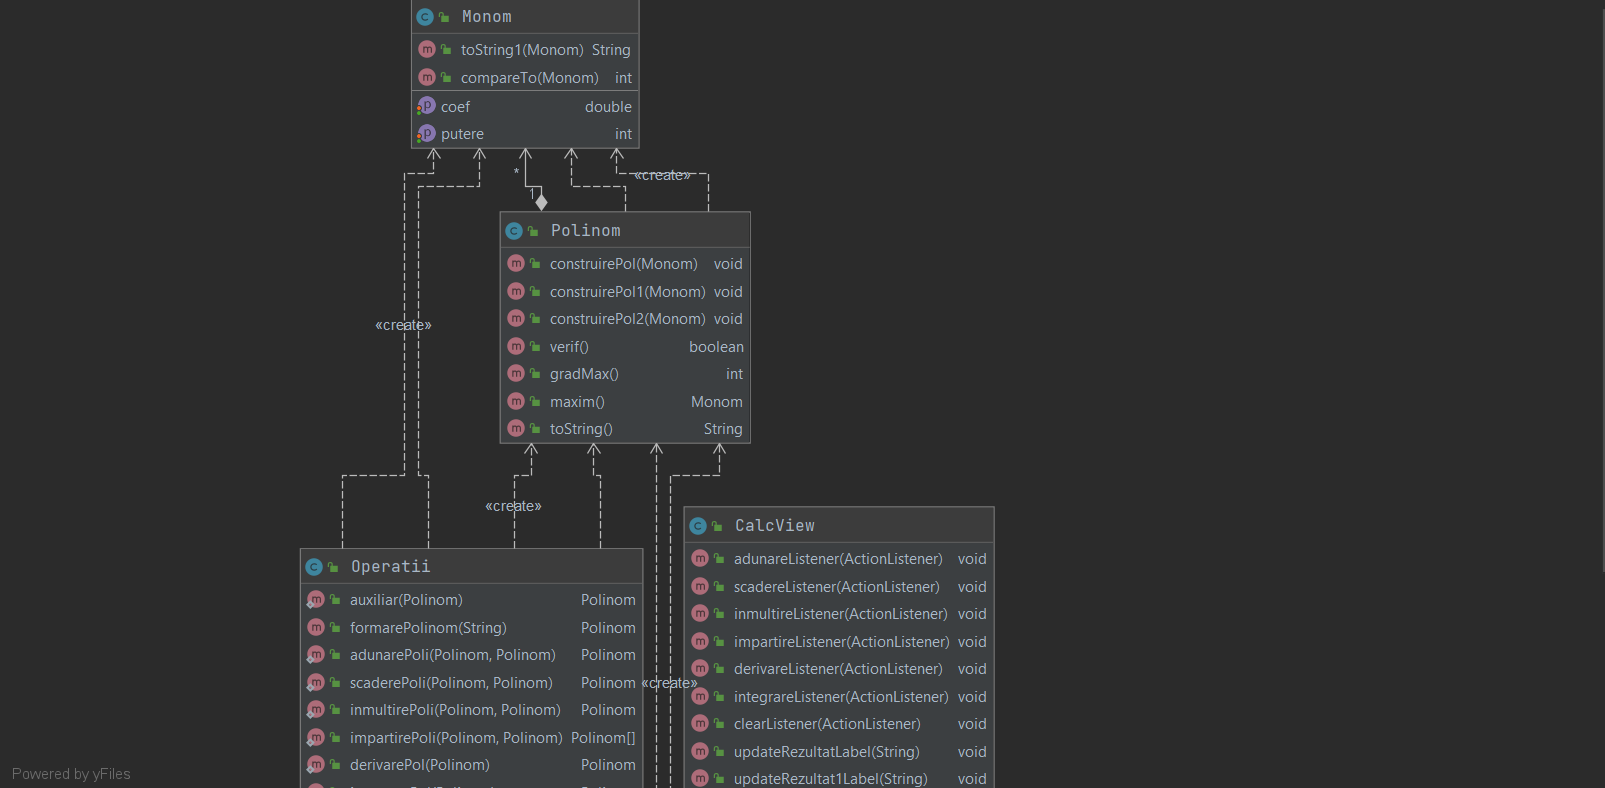 Monom
toString1(Monom) String
compareTo(Monom) int
coef double
putere int
*
«create»
1
Polinom
construirePol(Monom) void
construirePol1(Monom) void
construirePol2(Monom) void
verif() boolean
gradMax() int
maxim() Monom
toString() String
«create»
«create»
Operatii
auxiliar(Polinom) Polinom
formarePolinom(String) Polinom
adunarePoli(Polinom, Polinom) Polinom
scaderePoli(Polinom, Polinom) Polinom
inmultirePoli(Polinom, Polinom) Polinom
impartirePoli(Polinom, Polinom) Polinom[]
derivarePol(Polinom) Polinom
«create»
CalcView
adunareListener(ActionListener) void
scadereListener(ActionListener) void
inmultireListener(ActionListener) void
impartireListener(ActionListener) void
derivareListener(ActionListener) void
integrareListener(ActionListener) void
clearListener(ActionListener) void
updateRezultatLabel(String) void
updateRezultat1Label(String) void
Powered by yFiles